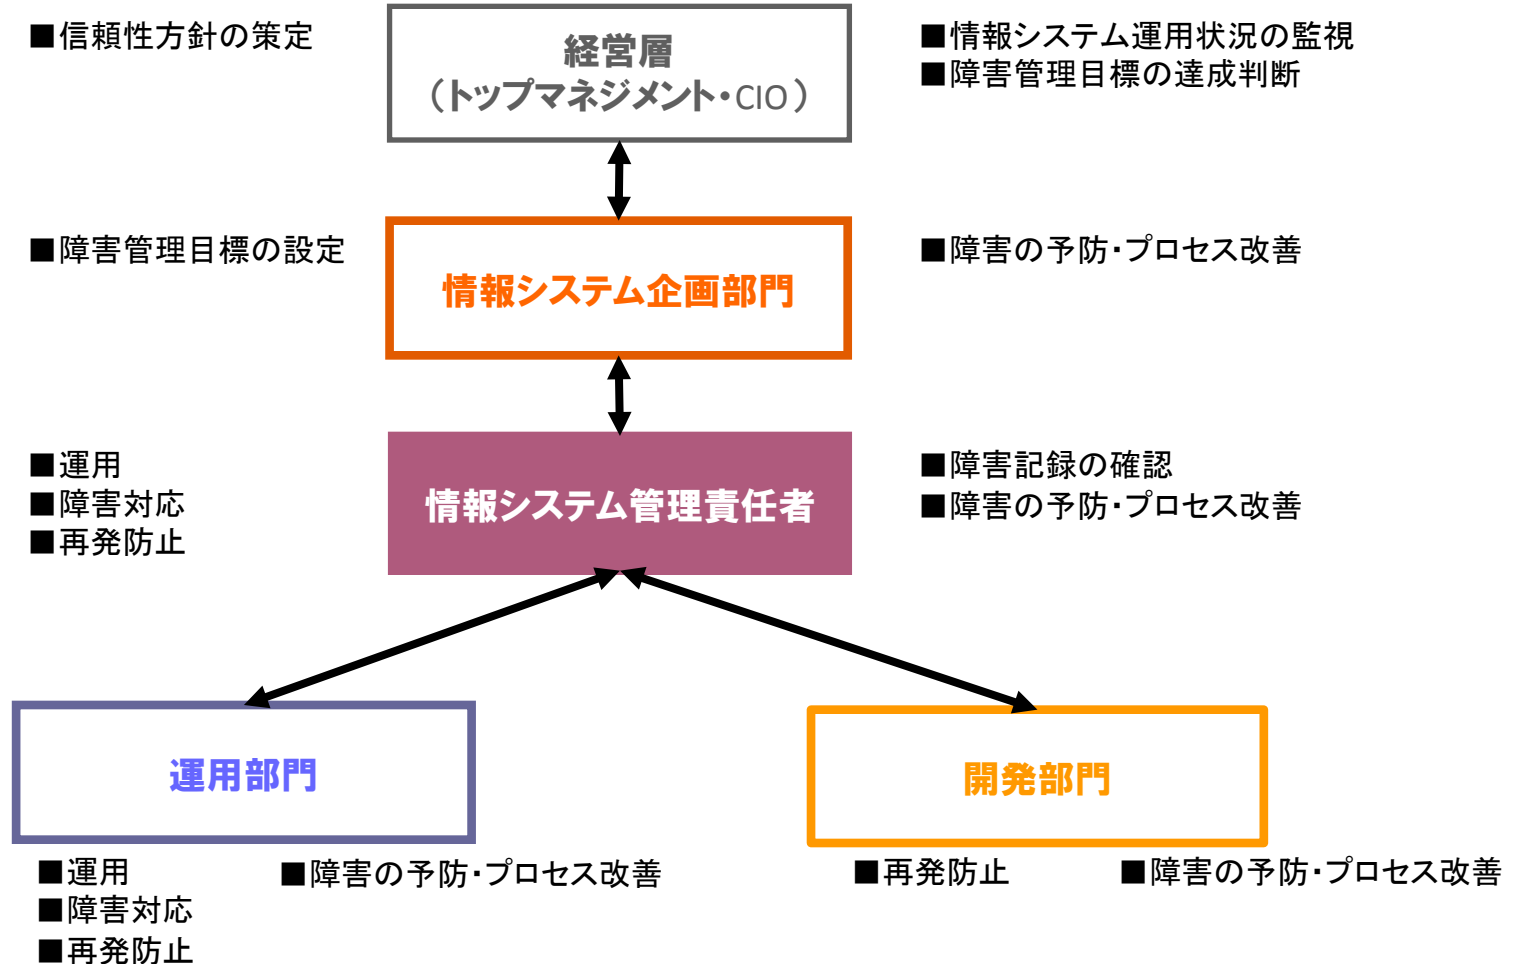 ■信頼性方針の策定
経営層
（トップマネジメント・CIO）
■情報システム運用状況の監視
■障害管理目標の達成判断
■障害管理目標の設定
情報システム企画部門
■障害の予防・プロセス改善
■運用
■障害対応
■再発防止
情報システム管理責任者
■障害記録の確認
■障害の予防・プロセス改善
運用部門
開発部門
■運用
■障害対応
■再発防止
■障害の予防・プロセス改善
■再発防止
■障害の予防・プロセス改善